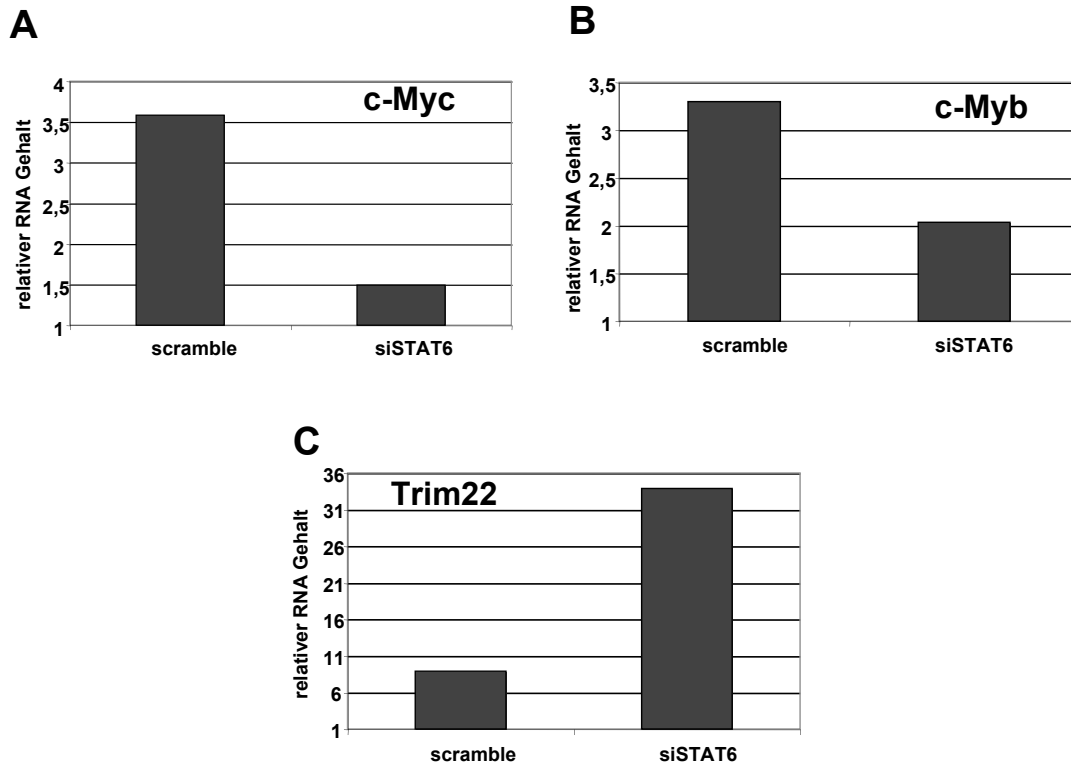 A
c-Myc
relativer RNA Gehalt
4
3,5
3
2,5
2
1,5
1
scramble
siSTAT6
B
c-Myb
relativer RNA Gehalt
3,5
3
2,5
2
1,5
1
scramble
siSTAT6
C
Trim22
relativer RNA Gehalt
36
31
26
21
16
11
6
1
scramble
siSTAT6